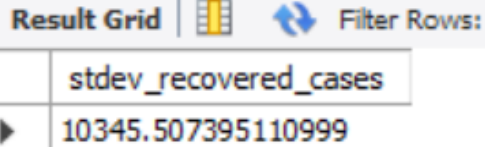 Result Grid Filter Rows:
stdev_recovered_cases
10345.507395110999